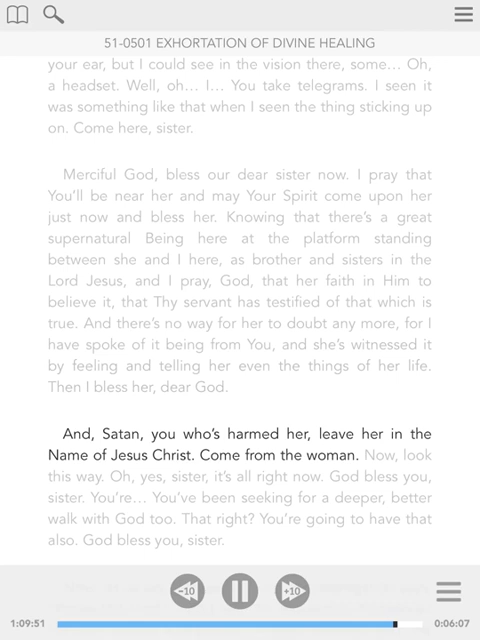 51-0501 EXHORTATION OF DIVINE HEALING
your ear, but I could see in the vision there, some… Oh,
a headset. Well, oh… I… You take telegrams. I seen it
was something like that when I seen the thing sticking up
on. Come here, sister.
Merciful God, bless our dear sister now. I pray that
You'll be near her and may Your Spirit come upon her
just now and bless her. Knowing that there's a great
supernatural Being here at the platform standing
between she and I here, as brother and sisters in the
Lord Jesus, and I pray, God, that her faith in Him to
believe it, that Thy servant has testified of that which is
true. And there's no way for her to doubt any more, for I
have spoke of it being from You, and she's witnessed it
by feeling and telling her even the things of her life.
Then I bless her, dear God.
And, Satan, you who's harmed her, leave her in the
Name of Jesus Christ. Come from the woman. Now, look
this way. Oh, yes, sister, it's all right now. God bless you,
sister. You're… You've been seeking for a deeper, better
walk with God too. That right? You're going to have that
also. God bless you, sister.
-10 +10
1:09:51 0:06:07